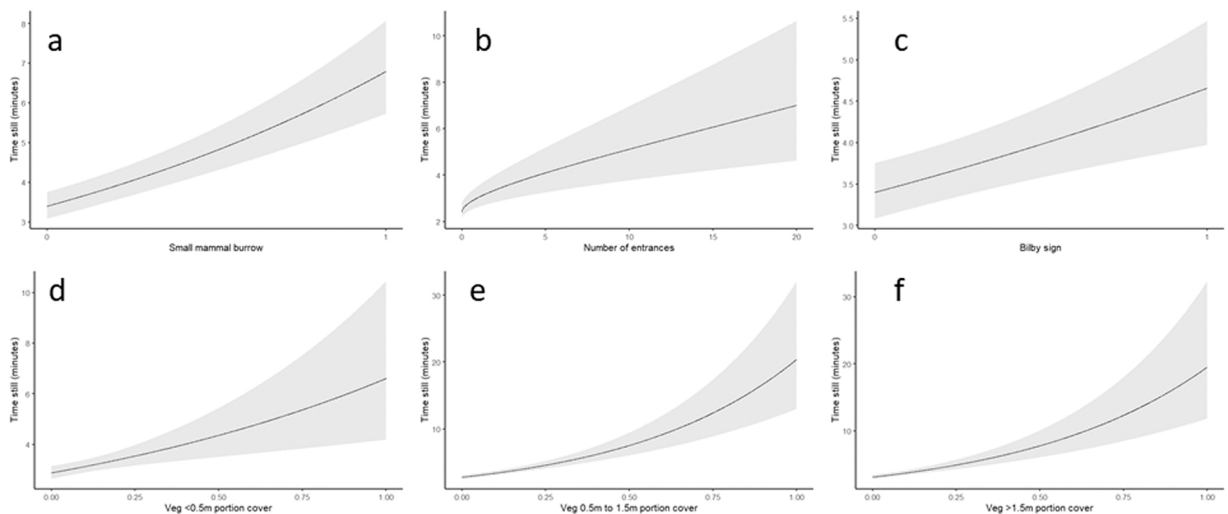 a
8
7
6
5
4
3
Time still (minutes)
0
1
Small mammal burrow
b
10
8
6
4
2
Time still (minutes)
0
5
10
15
20
Number of entrances
c
5.5
5.0
4.5
4.0
3.5
3.0
Time still (minutes)
0
1
Bilby sign
d
10
8
6
4
Time still (minutes)
0.00
0.25
0.50
0.75
1.00
Veg <0.5m portion cover
e
30
20
10
Time still (minutes)
0.00
0.25
0.50
0.75
1.00
Veg 0.5m to 1.5m portion cover
f
30
20
10
Time still (minutes)
0.00
0.25
0.50
0.75
1.00
Veg >1.5m portion cover